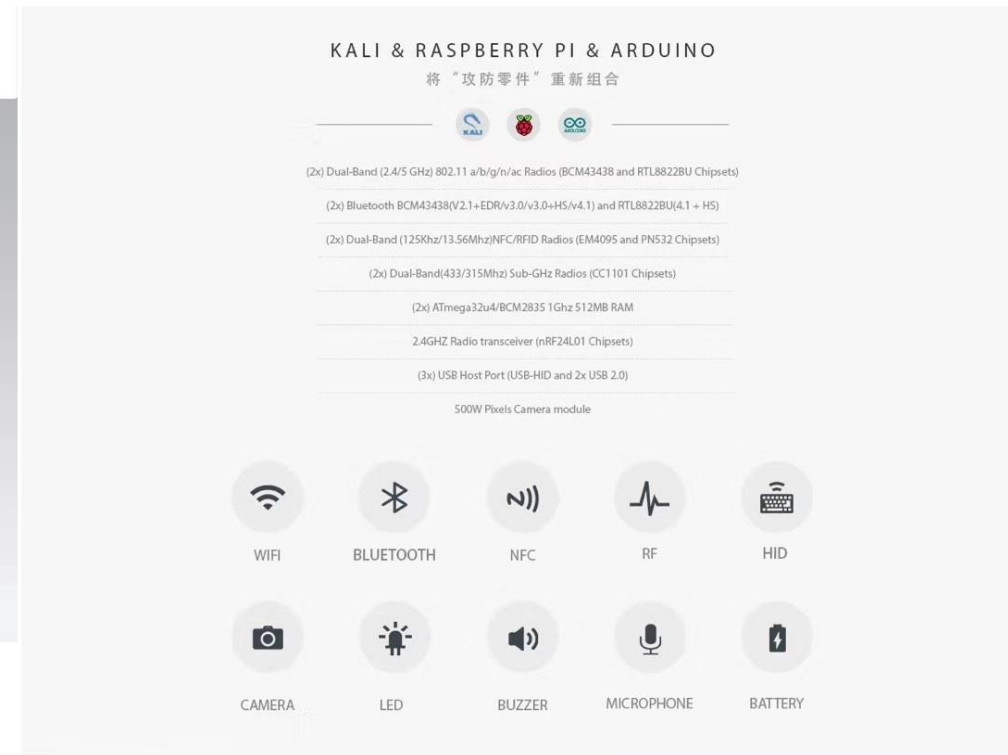 KALI & RASPBERRY PI & ARDUINO
将“攻防零件”重新组合
KALI
ARDUINO
(2x) Dual-Band (2.4/5 GHz) 802.11 a/b/g/n/ac Radios (BCM43438 and RTL8822BU Chipsets)
(2x) Bluetooth BCM43438(V2.1+EDR/v3.0/v3.0+HS/v4.1) and RTL8822BU(4.1 + HS)
(2x) Dual-Band (125Khz/13.56Mhz)NFC/RFID Radios (EM4095 and PN532 Chipsets)
(2x) Dual-Band(433/315Mhz) Sub-GHz Radios (CC1101 Chipsets)
(2x) ATmega32u4/BCM2835 1Ghz 512MB RAM
2.4GHZ Radio transceiver (nRF24L01 Chipsets)
(3x) USB Host Port (USB-HID and 2x USB 2.0)
500W Pixels Camera module
WIFI BLUETOOTH NFC RF HID
CAMERA LED BUZZER MICROPHONE BATTERY